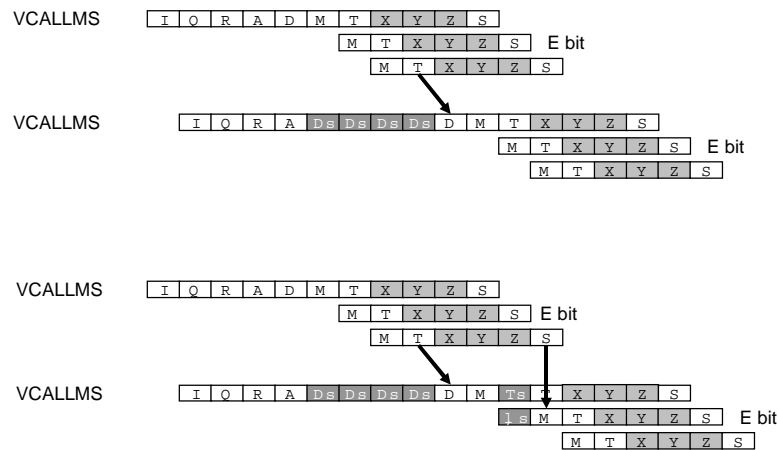 VCALLMS I Q R A D M T X Y Z S
M T X Y Z S E bit
M T X Y Z S
VCALLMS I Q R A Ds Ds Ds Ds D M T X Y Z S
M T X Y Z S E bit
M T X Y Z S
VCALLMS I Q R A D M T X Y Z S
M T X Y Z S E bit
M T X Y Z S
VCALLMS I Q R A Ds Ds Ds Ds D M Ts T X Y Z S
M T X Y Z S E bit
M T X Y Z S